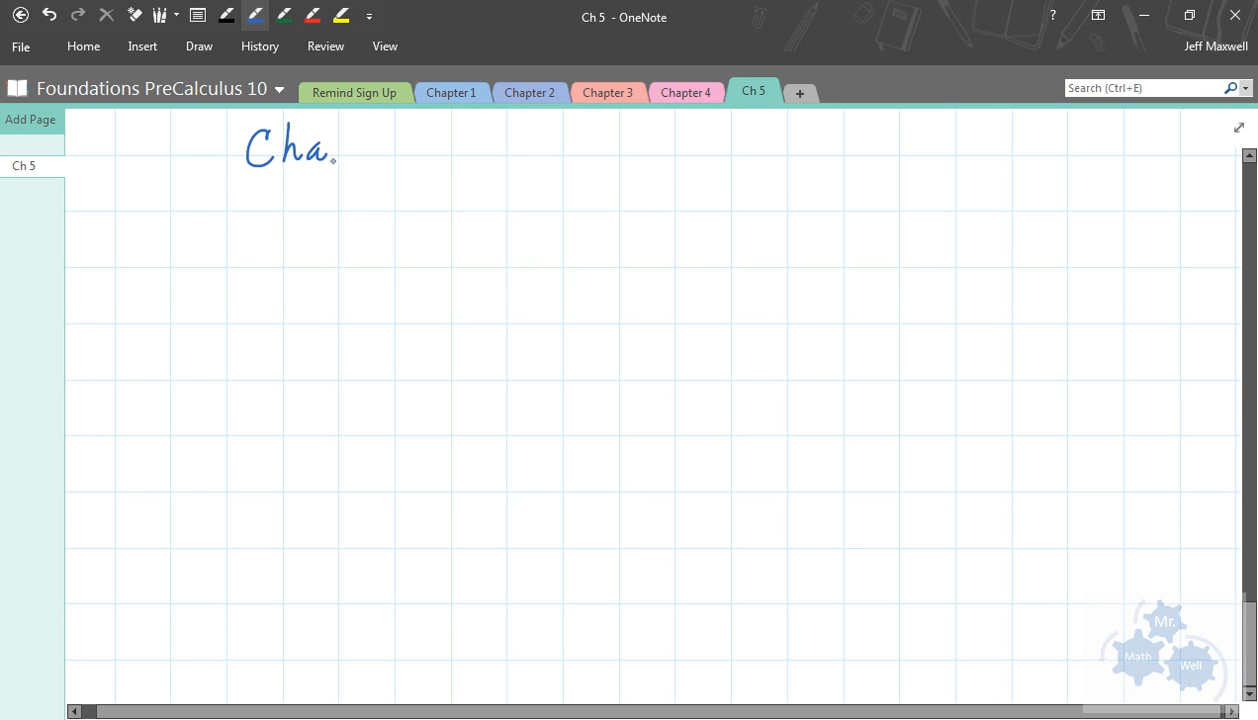 Ch 5 - OneNote
?
File Home Insert Draw History Review View
Jeff Maxwell
Foundations PreCalculus 10 Remind Sign Up Chapter 1 Chapter 2 Chapter 3 Chapter 4 Ch 5 + Search (Ctrl+E)
Add Page
Ch 5
Cha
Mr.
Math
Well